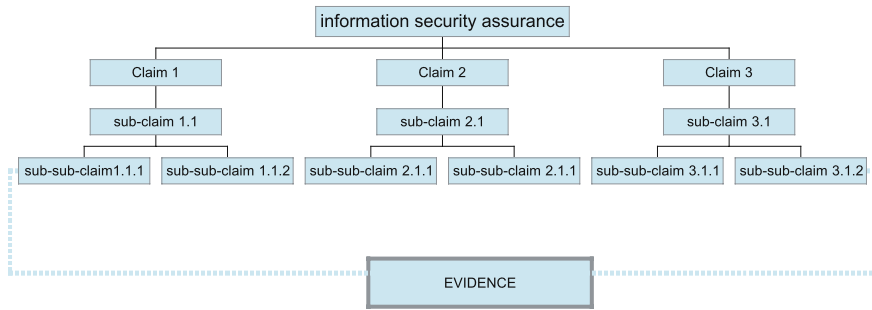 information security assurance
Claim 1
Claim 2
Claim 3
sub-claim 1.1
sub-claim 2.1
sub-claim 3.1
sub-sub-claim1.1.1
sub-sub-claim 1.1.2
sub-sub-claim 2.1.1
sub-sub-claim 2.1.1
sub-sub-claim 3.1.1
sub-sub-claim 3.1.2
EVIDENCE